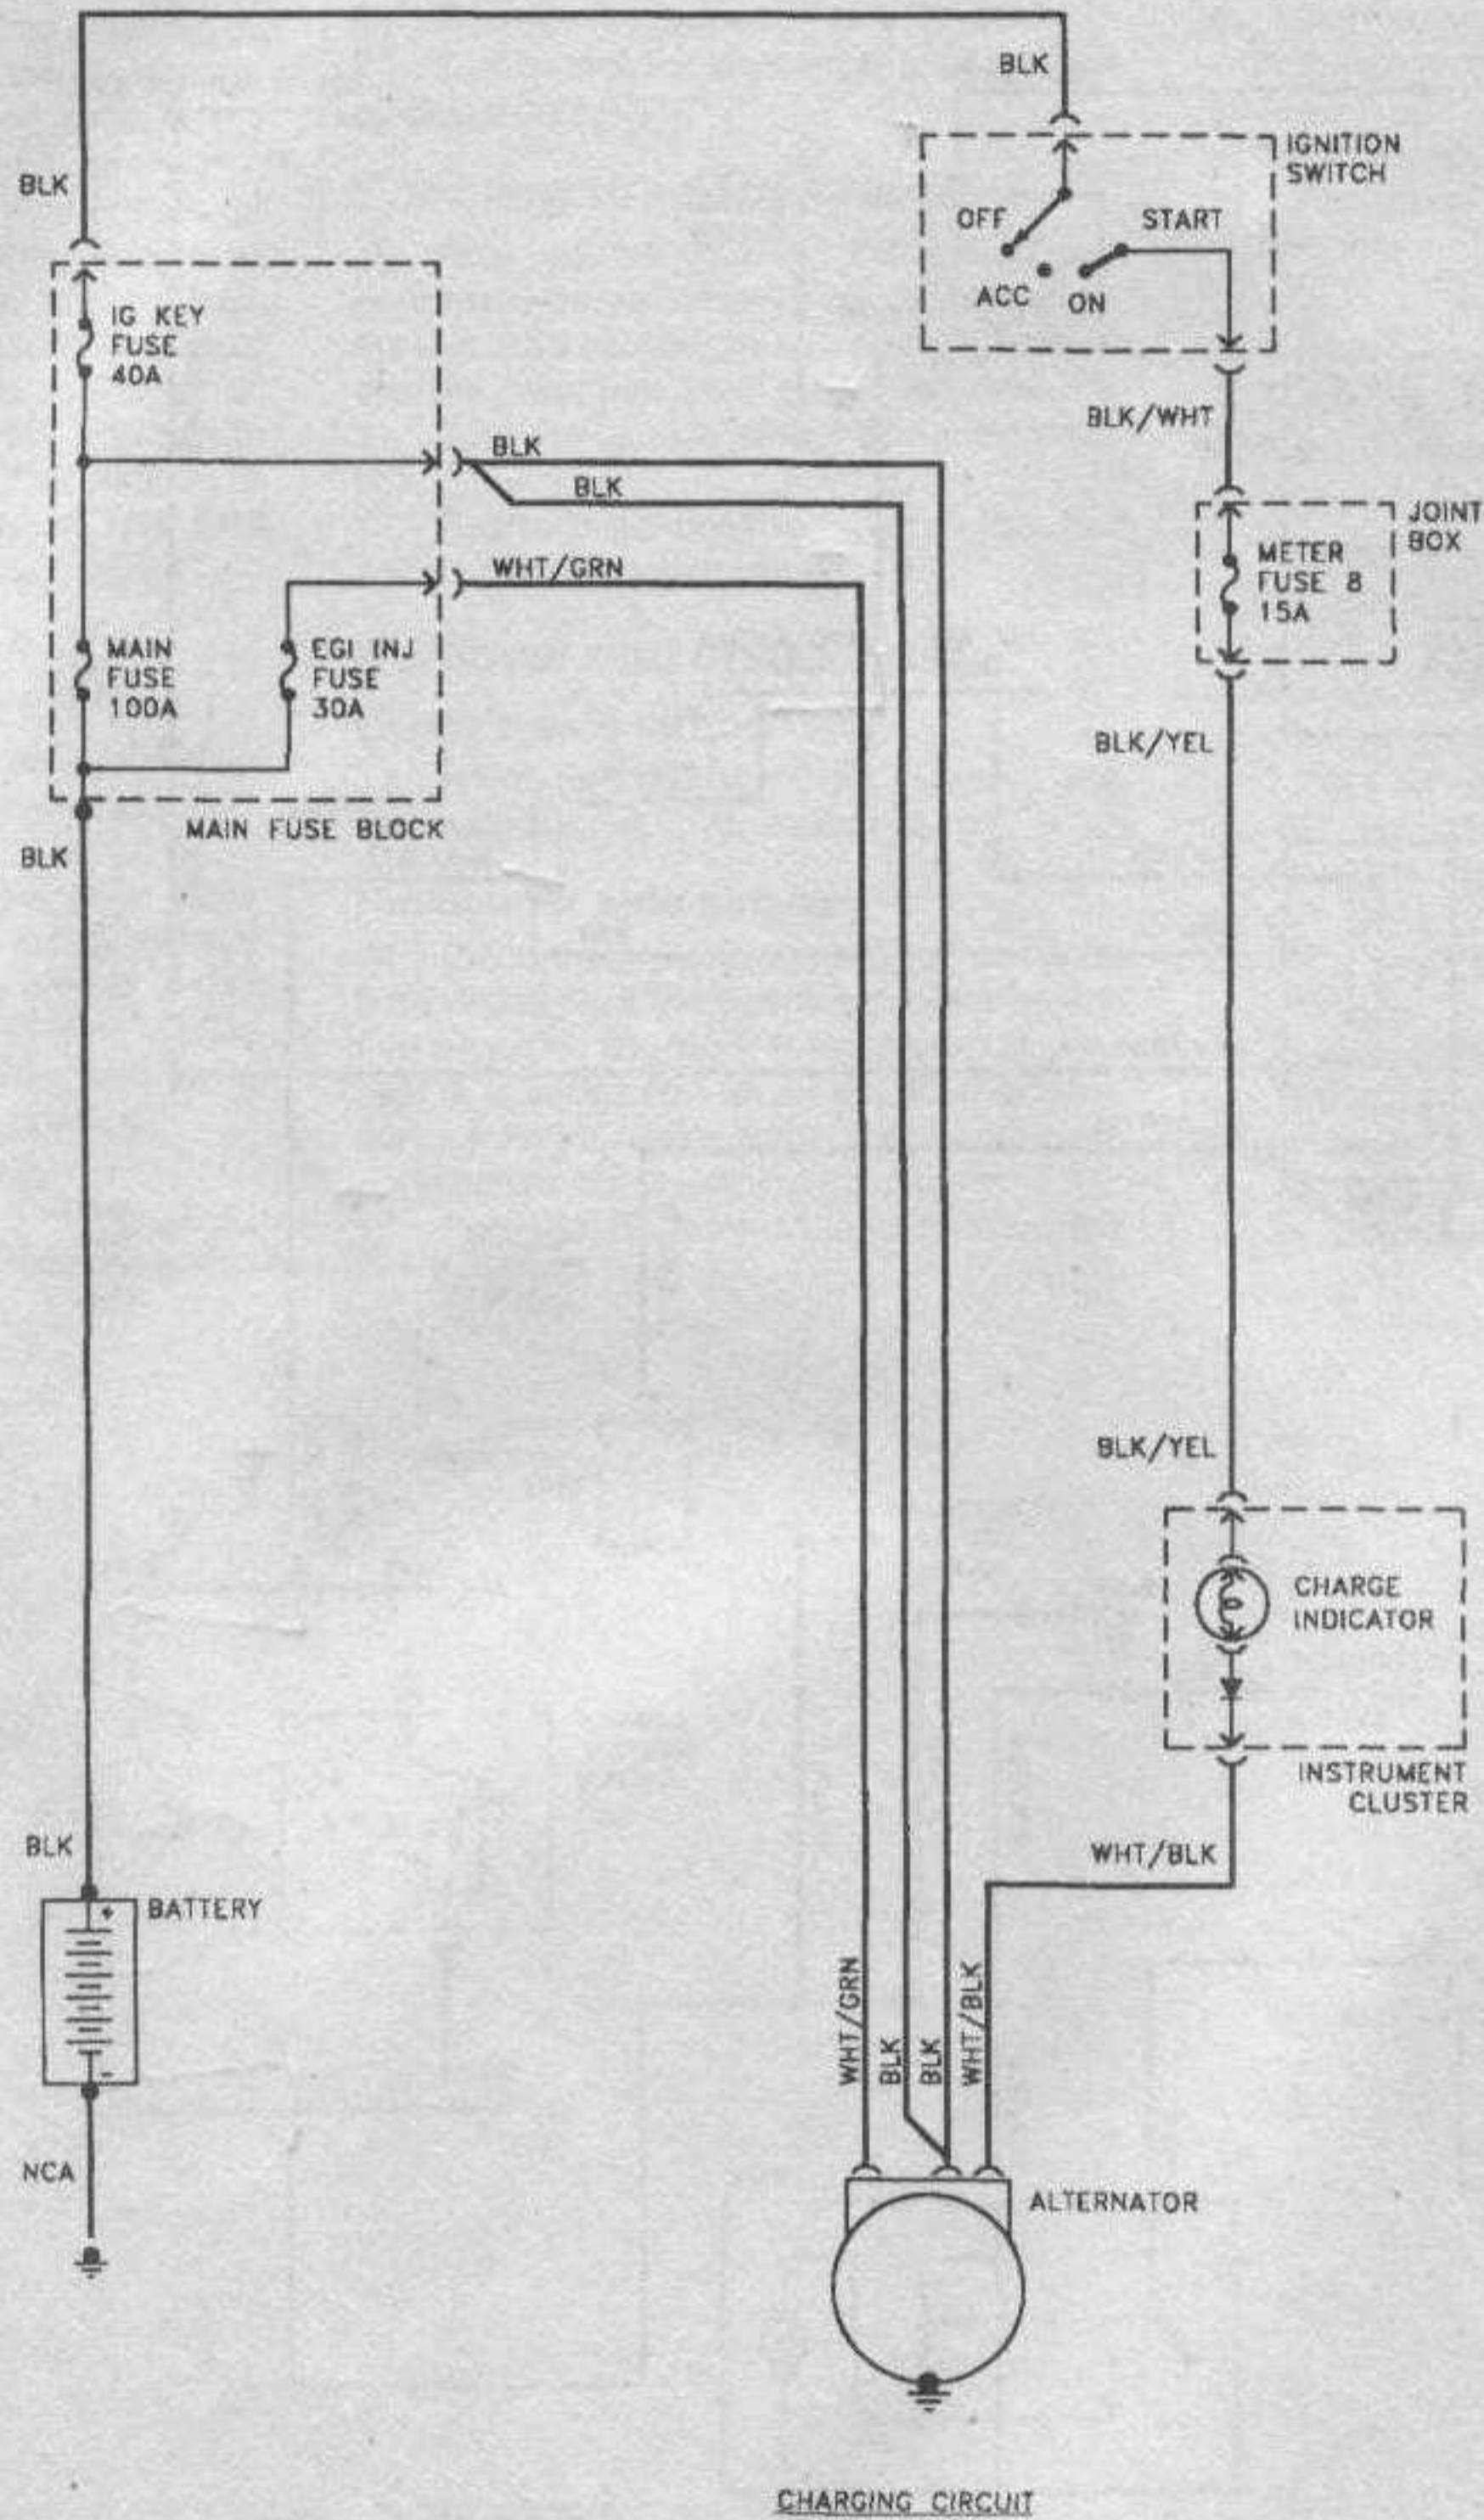 BLK
IGNITION
SWITCH
BLK
OFF
START
ACC
ON
IG KEY
FUSE
40A
BLK/WHT
BLK
BLK
JOINT
BOX
METER
FUSE 8
15A
WHT/GRN
MAIN
FUSE
100A
EGI INJ
FUSE
30A
BLK/YEL
MAIN FUSE BLOCK
BLK
BLK/YEL
CHARGE
INDICATOR
INSTRUMENT
CLUSTER
BLK
WHT/BLK
BATTERY
+
-
WHT/GRN
BLK
BLK
WHT/BLK
NCA
ALTERNATOR
CHARGING CIRCUIT